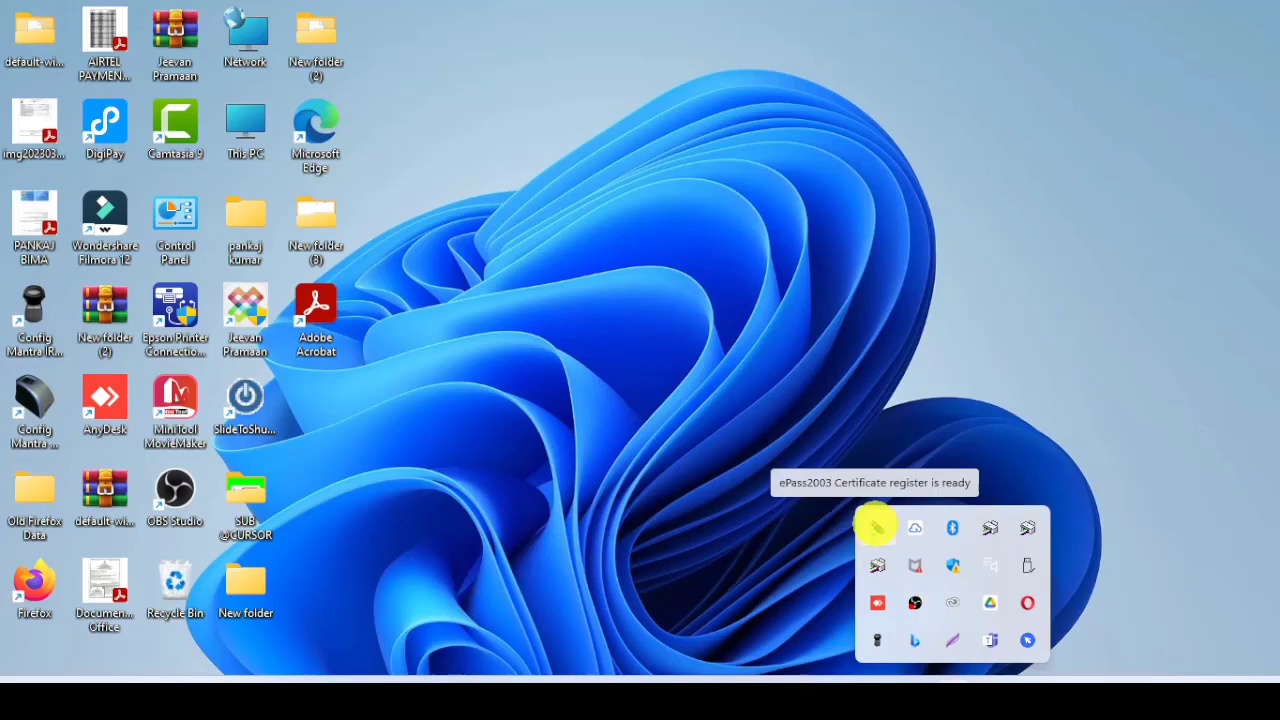 default-wi...
AIRTEL
PAYMEN...
Jeevan
Pramaan
Network
New folder
(2)
img202303...
DigiPay
Camtasia 9
This PC
Microsoft
Edge
PANKAJ
BIMA
Wondershare
Filmora 12
Control
Panel
pankaj
kumar
New folder
(3)
Config
Mantra IR...
New folder
(2)
Epson Printer
Connectio...
Jeevan
Pramaan
Adobe
Acrobat
Config
Mantra ...
AnyDesk
MiniTool
MovieMaker
SlideToShu...
Old Firefox
Data
default-wi...
OBS Studio
SUB
@CURSOR
Firefox
Documen...
Office
Recycle Bin
New folder
ePass2003 Certificate register is ready